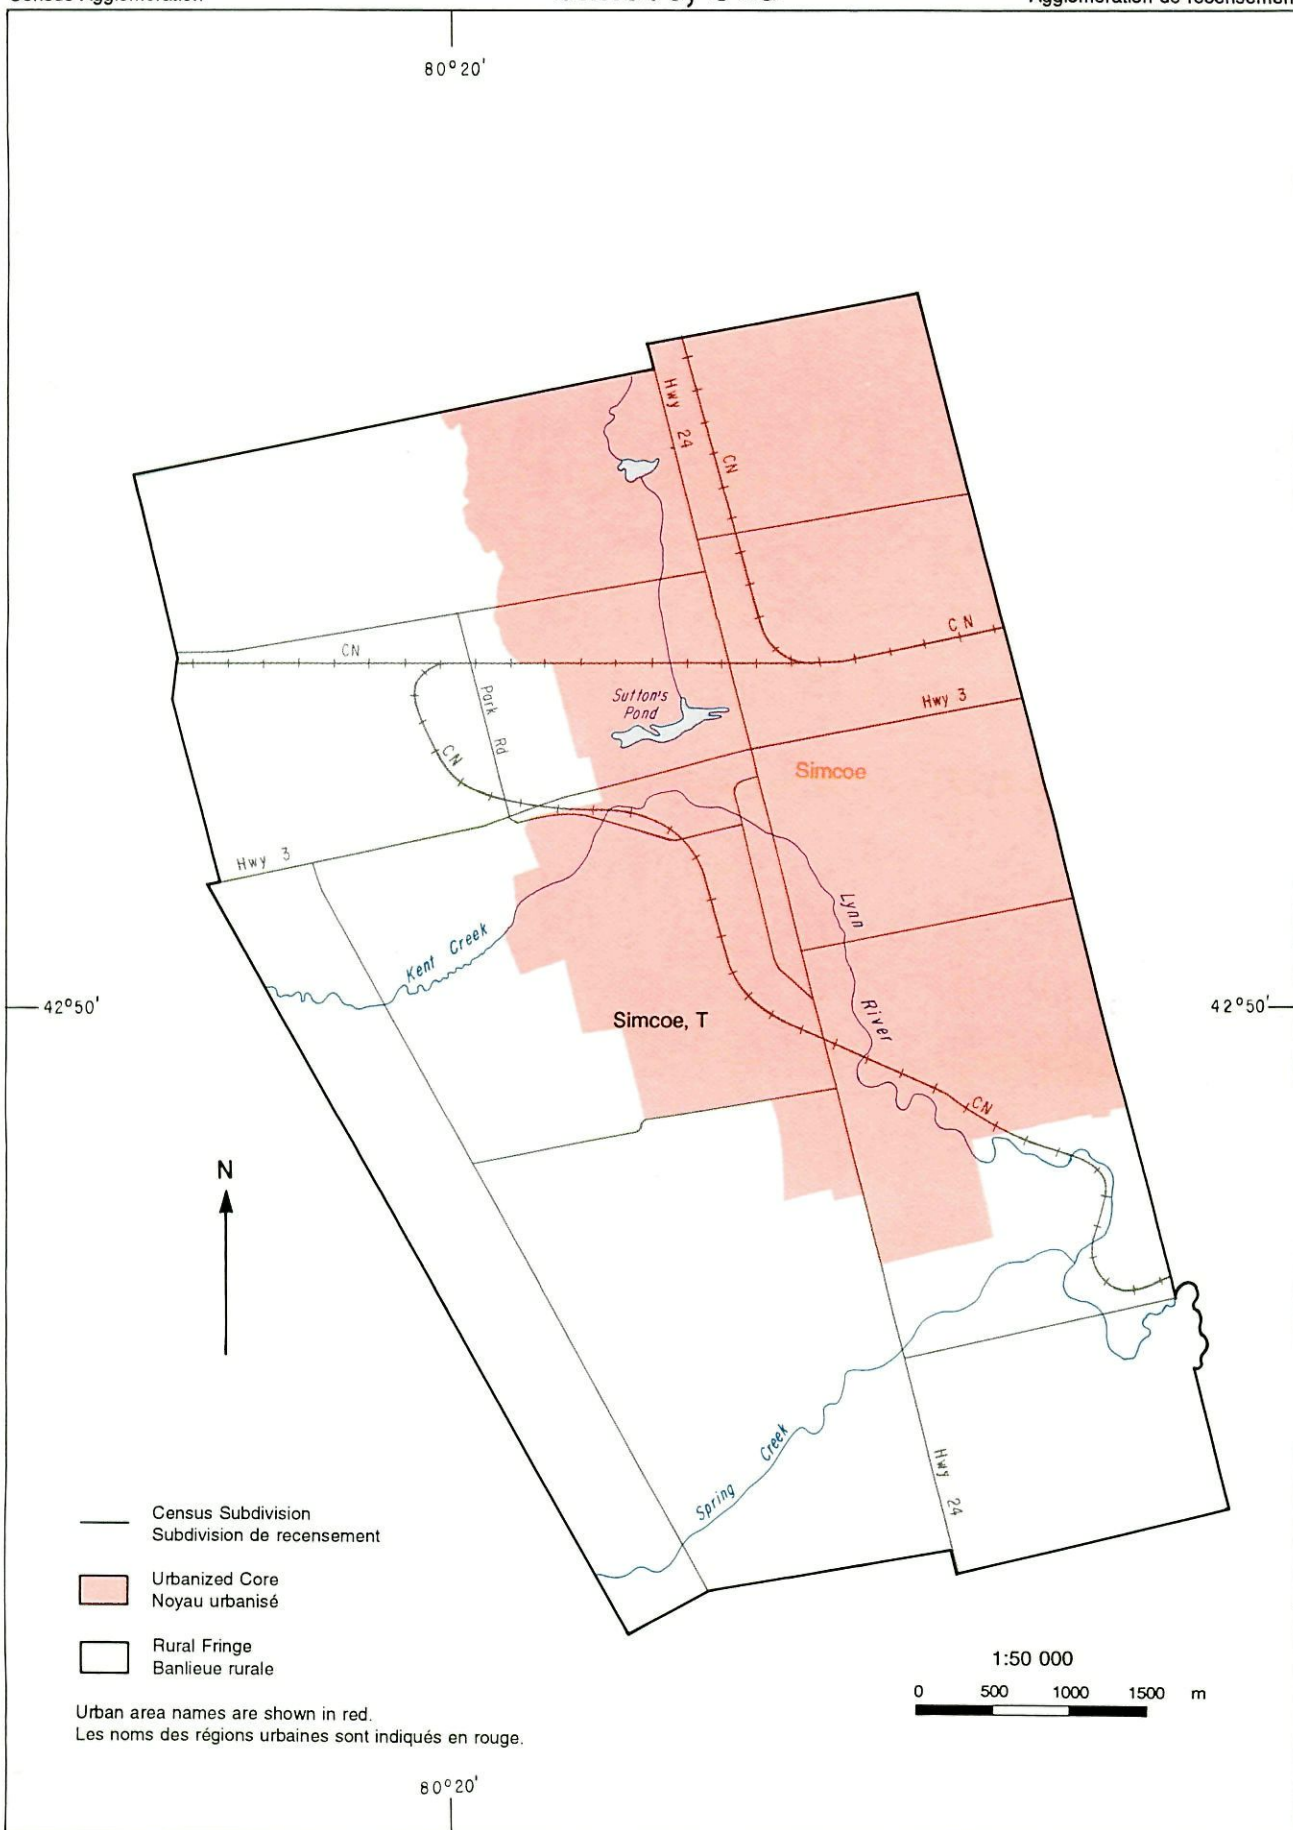 80°20'
Hwy 24
CN
CN
CN
Park Rd
Sutton's
Pond
Hwy 3
CN
Simcoe
Hwy 3
Lynn River
Kent Creek
42°50'
42°50'
Simcoe, T
CN
N
Spring Creek
Hwy 24
Census Subdivision
Subdivision de recensement
Urbanized Core
Noyau urbanisé
Rural Fringe
Banlieue rurale
1:50 000
0 500 1000 1500 m
Urban area names are shown in red.
Les noms des régions urbaines sont indiqués en rouge.
80°20'